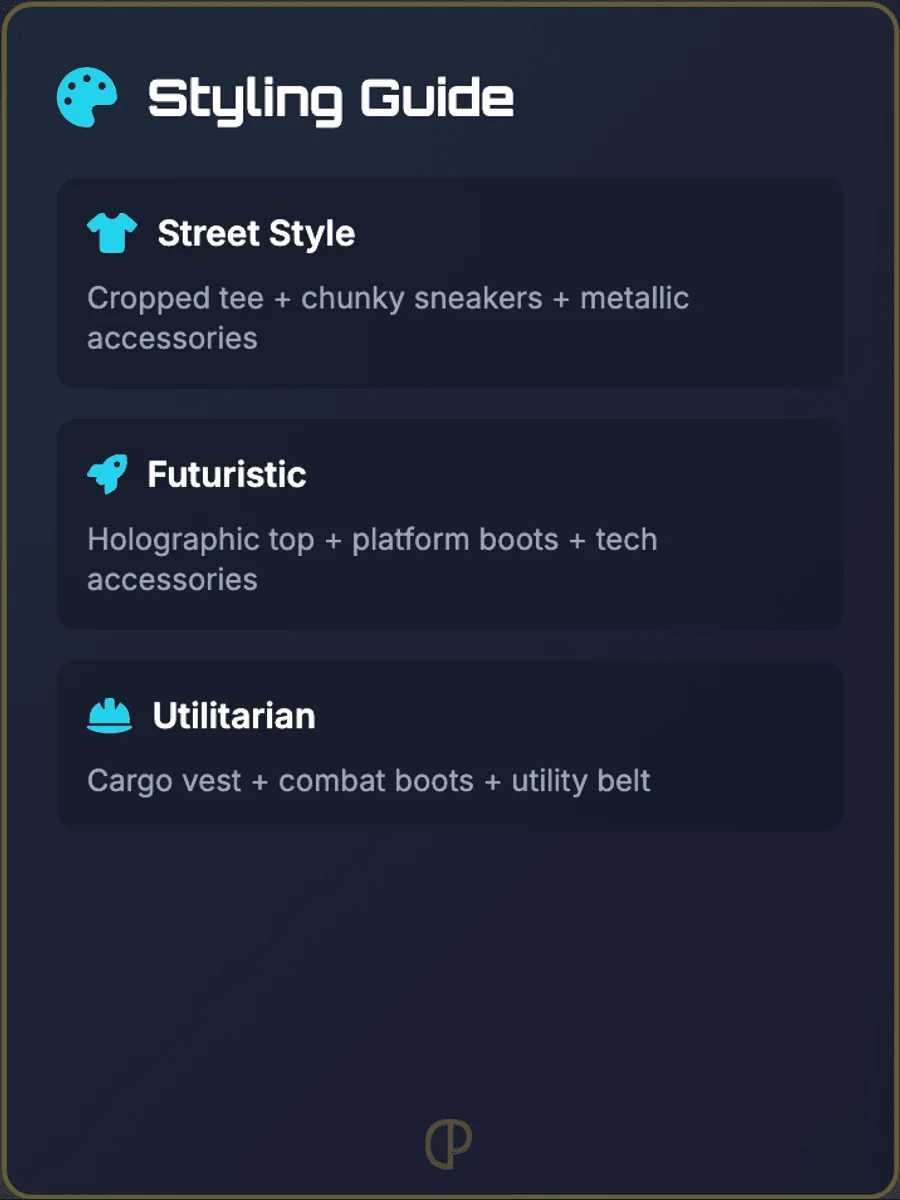 Styling Guide
Street Style
Cropped tee + chunky sneakers + metallic
accessories
Futuristic
Holographic top + platform boots + tech
accessories
Utilitarian
Cargo vest + combat boots + utility belt